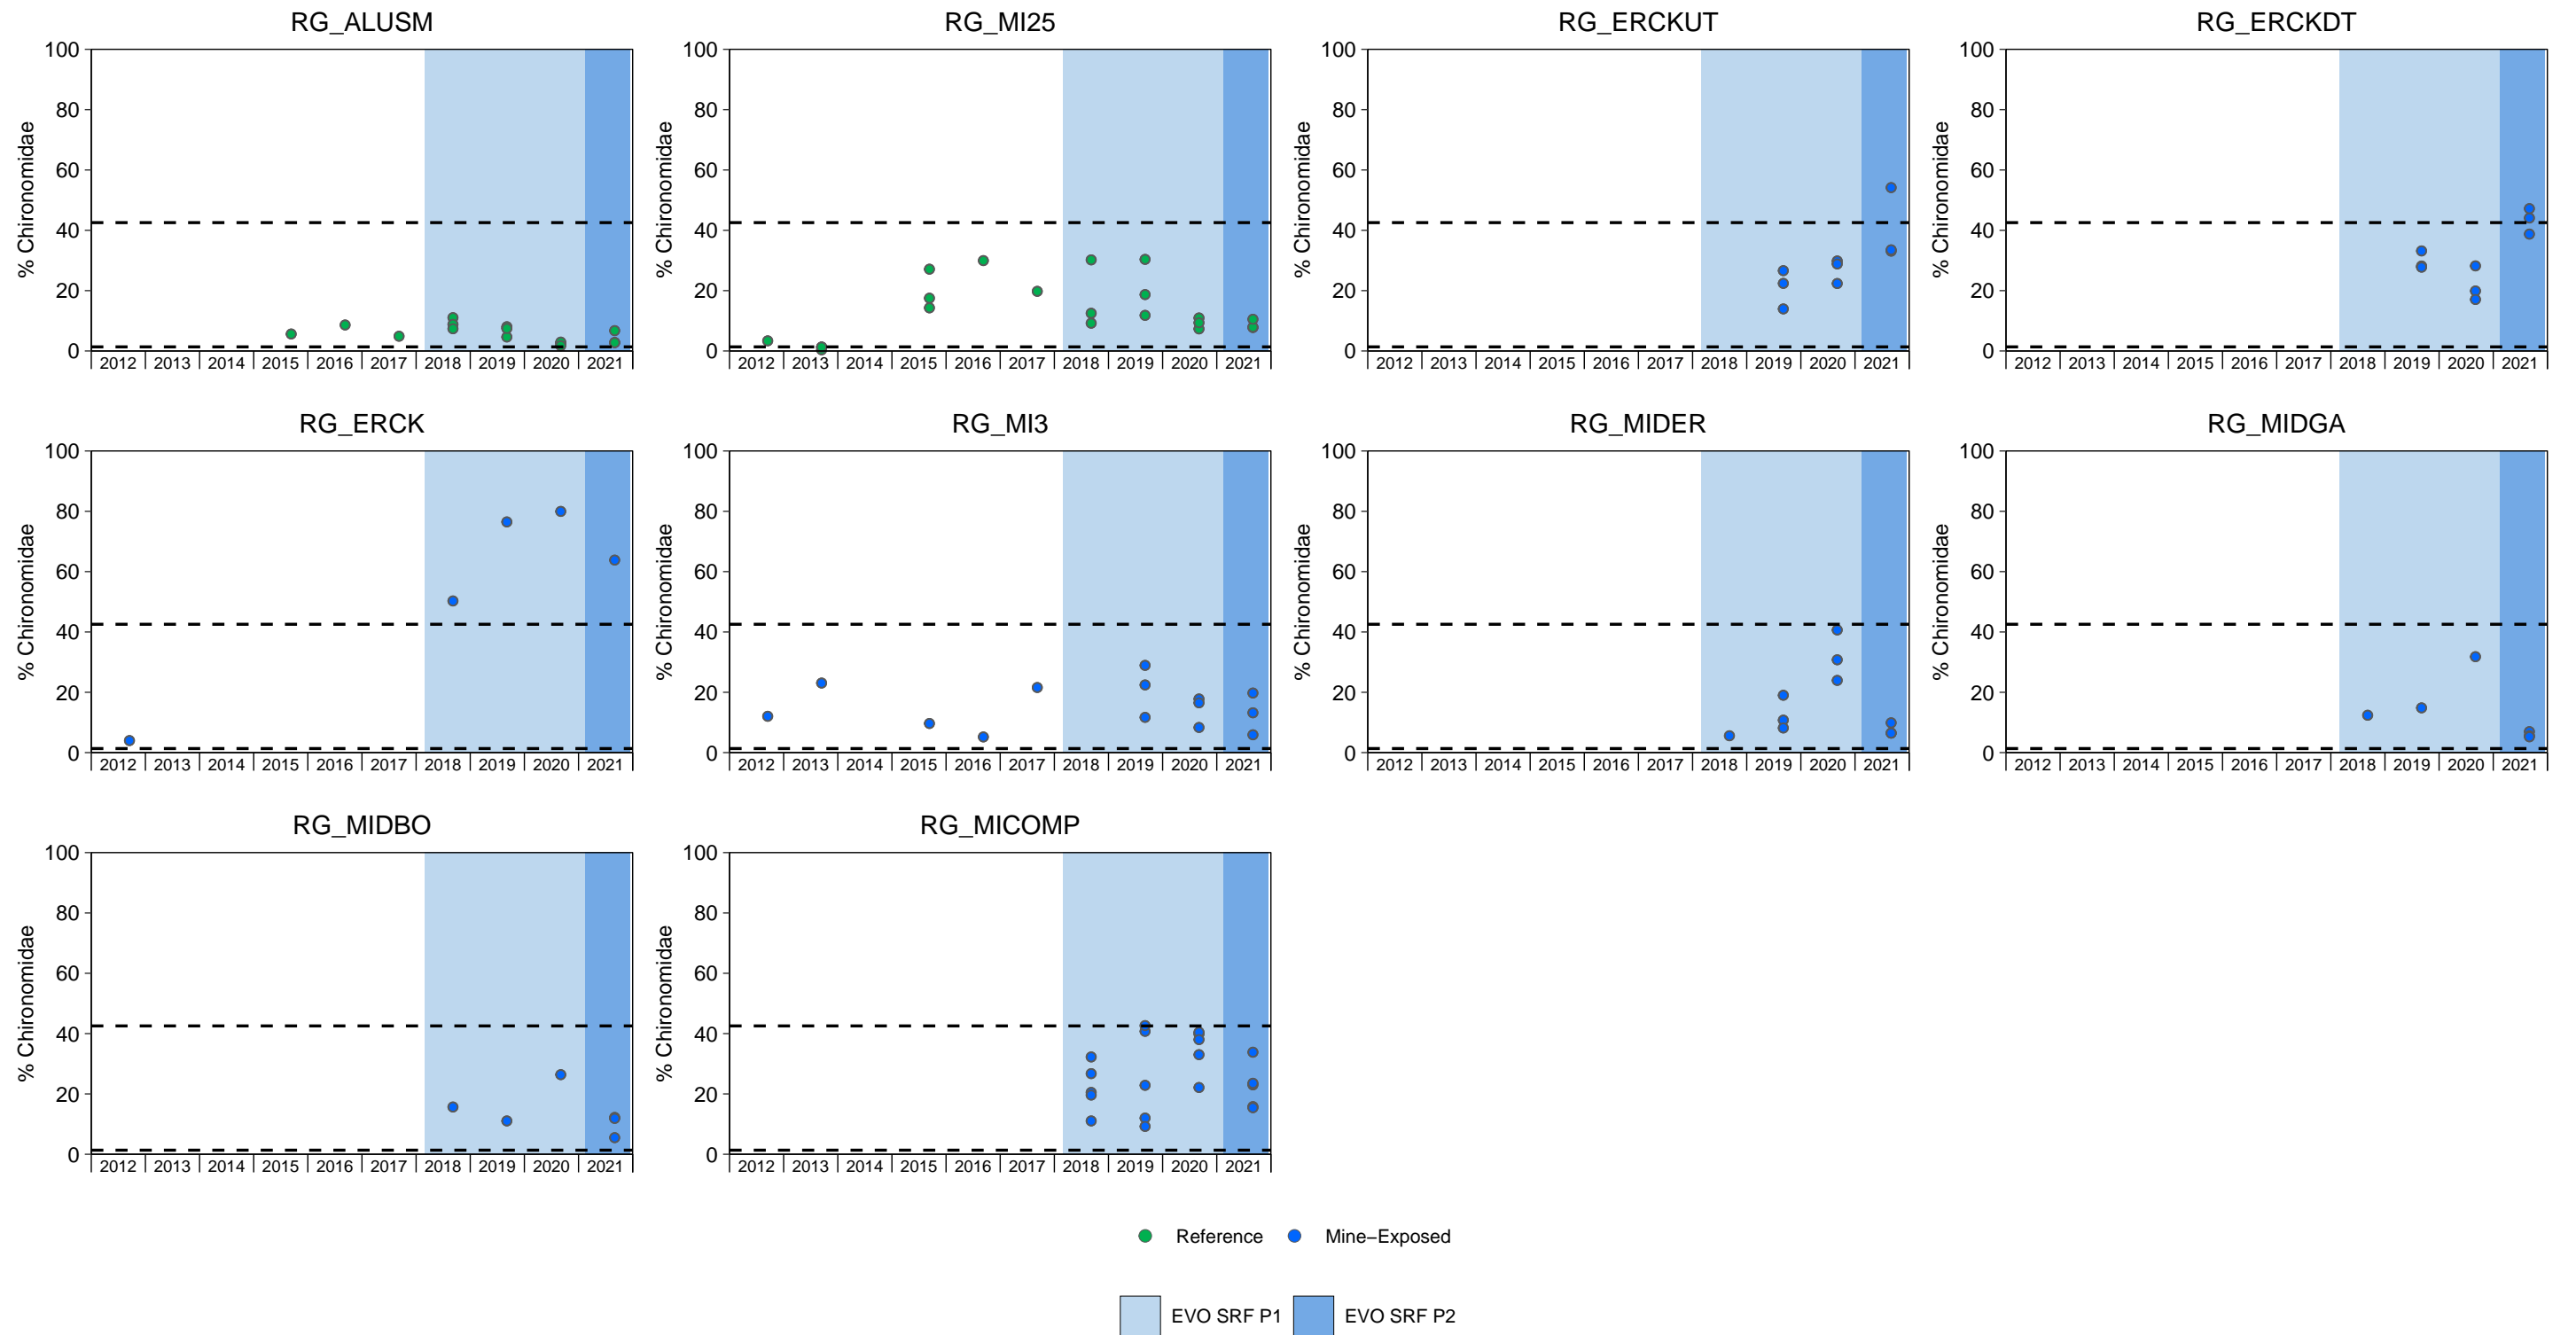 RG_ALUSM RG_MI25 RG_ERCKUT RG_ERCKDT
% Chironomidae % Chironomidae % Chironomidae % Chironomidae
100 100 100 100
80 80 80 80
60 60 60 60
40 40 40 40
20 20 20 20
0 0 0 0
2012 2013 2014 2015 2016 2017 2018 2019 2020 2021 2012 2013 2014 2015 2016 2017 2018 2019 2020 2021 2012 2013 2014 2015 2016 2017 2018 2019 2020 2021 2012 2013 2014 2015 2016 2017 2018 2019 2020 2021
RG_ERCK RG_MI3 RG_MIDER RG_MIDGA
% Chironomidae % Chironomidae % Chironomidae % Chironomidae
100 100 100 100
80 80 80 80
60 60 60 60
40 40 40 40
20 20 20 20
0 0 0 0
2012 2013 2014 2015 2016 2017 2018 2019 2020 2021 2012 2013 2014 2015 2016 2017 2018 2019 2020 2021 2012 2013 2014 2015 2016 2017 2018 2019 2020 2021 2012 2013 2014 2015 2016 2017 2018 2019 2020 2021
RG_MIDBO RG_MICOMP
% Chironomidae % Chironomidae
100 100
80 80
60 60
40 40
20 20
0 0
2012 2013 2014 2015 2016 2017 2018 2019 2020 2021 2012 2013 2014 2015 2016 2017 2018 2019 2020 2021
Reference Mine−Exposed
EVO SRF P1 EVO SRF P2